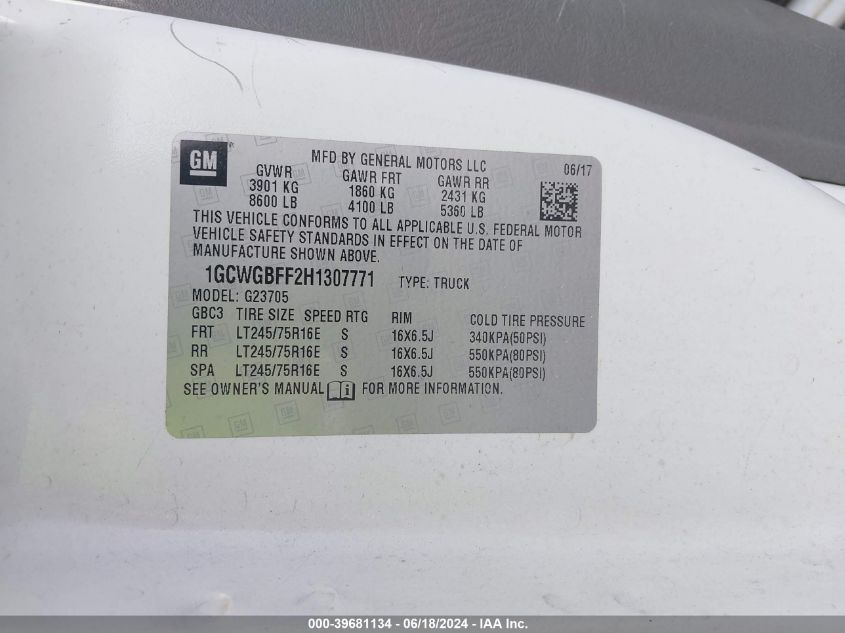 GM
MFD BY GENERAL MOTORS LLC
06/17
GVWR GAWR FRT GAWR RR
3901 KG 1860 KG 2431 KG
8600 LB 4100 LB 5360 LB
THIS VEHICLE CONFORMS TO ALL APPLICABLE U.S. FEDERAL MOTOR
VEHICLE SAFETY STANDARDS IN EFFECT ON THE DATE OF
MANUFACTURE SHOWN ABOVE.
1GCWGBFF2H1307771 TYPE: TRUCK
MODEL: G23705
GBC3 TIRE SIZE SPEED RTG RIM COLD TIRE PRESSURE
FRT LT245/75R16E S 16X6.5J 340KPA(50PSI)
RR LT245/75R16E S 16X6.5J 550KPA(80PSI)
SPA LT245/75R16E S 16X6.5J 550KPA(80PSI)
SEE OWNER'S MANUAL i FOR MORE INFORMATION.
000-39681134 - 06/18/2024 - IAA Inc.